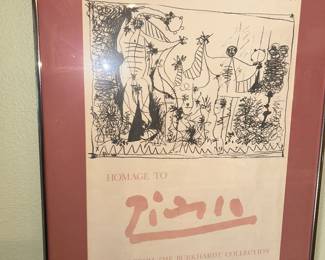 HOMAGE TO
Picasso
THE BURKHARDT COLLECTION